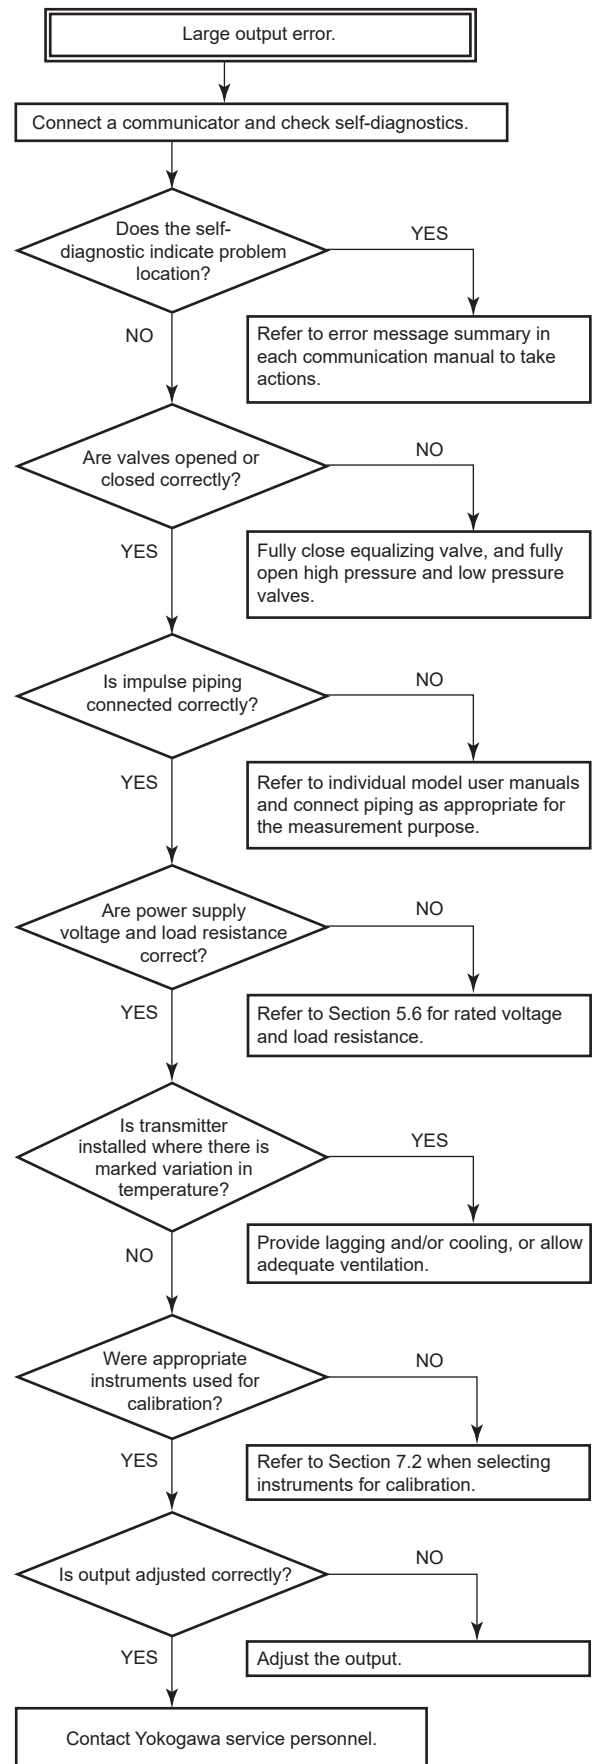 Large output error.
Connect a communicator and check self-diagnostics.
Does the self-
diagnostic indicate problem
location?
YES
NO
Refer to error message summary in
each communication manual to take
actions.
Are valves opened or
closed correctly?
NO
YES
Fully close equalizing valve, and fully
open high pressure and low pressure
valves.
Is impulse piping
connected correctly?
NO
YES
Refer to individual model user manuals
and connect piping as appropriate for
the measurement purpose.
Are power supply
voltage and load resistance
correct?
NO
YES
Refer to Section 5.6 for rated voltage
and load resistance.
Is transmitter
installed where there is
marked variation in
temperature?
YES
NO
Provide lagging and/or cooling, or allow
adequate ventilation.
Were appropriate
instruments used for
calibration?
NO
YES
Refer to Section 7.2 when selecting
instruments for calibration.
Is output adjusted correctly?
NO
YES
Adjust the output.
Contact Yokogawa service personnel.